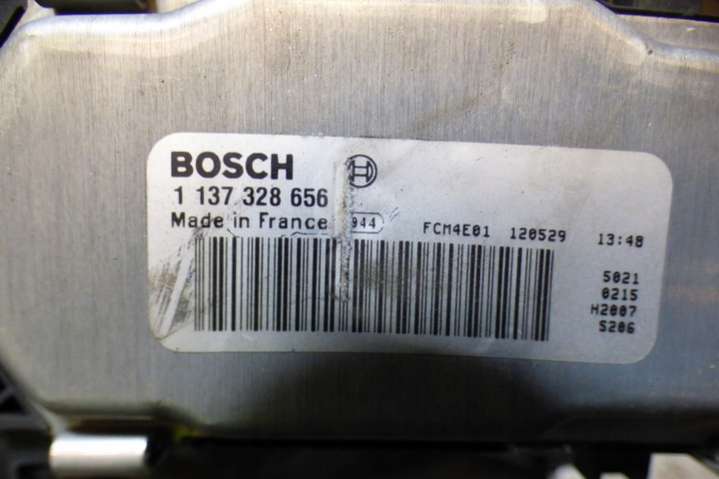 BOSCH
1 137 328 656
Made in France 944 FCM4E01 120529 13:48
5021
0215
H2007
S206